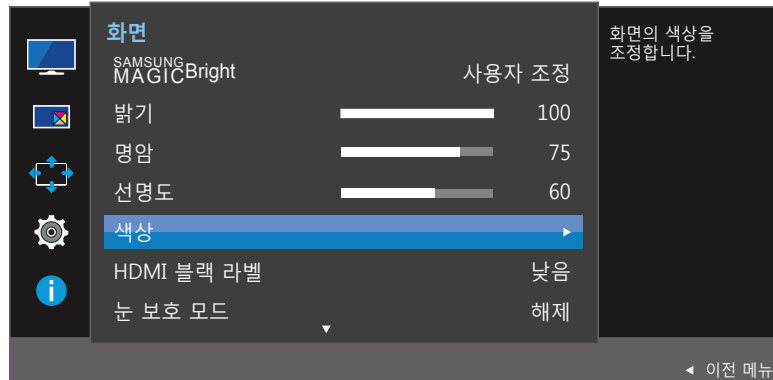 화면
SAMSUNG
MAGICBright 사용자 조정
밝기 100
명암 75
선명도 60
색상
HDMI 블랙 라벨 낮음
눈 보호 모드 해제
화면의 색상을
조정합니다.
이전 메뉴